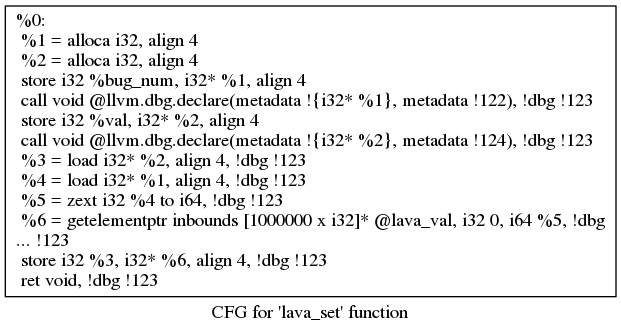 %0:
%1 = alloca i32, align 4
%2 = alloca i32, align 4
store i32 %bug_num, i32* %1, align 4
call void @llvm.dbg.declare(metadata !{i32* %1}, metadata !122), !dbg !123
store i32 %val, i32* %2, align 4
call void @llvm.dbg.declare(metadata !{i32* %2}, metadata !124), !dbg !123
%3 = load i32* %2, align 4, !dbg !123
%4 = load i32* %1, align 4, !dbg !123
%5 = zext i32 %4 to i64, !dbg !123
%6 = getelementptr inbounds [1000000 x i32]* @lava_val, i32 0, i64 %5, !dbg
... !123
store i32 %3, i32* %6, align 4, !dbg !123
ret void, !dbg !123
CFG for 'lava_set' function